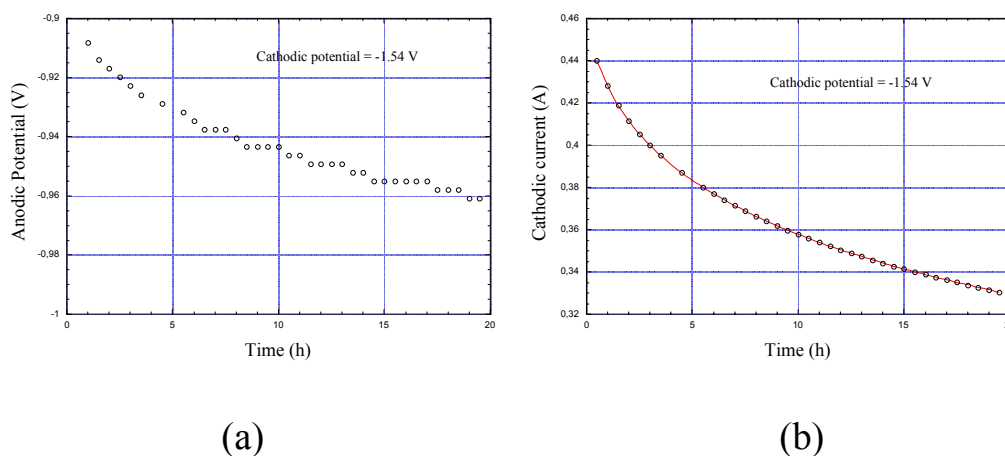 -0,9
-0,92
-0,94
-0,96
-0,98
-1
Anodic Potential (V)
Cathodic potential = -1.54 V
0 5 10 15 20
Time (h)
(a)
0,46
0,44
0,42
0,4
0,38
0,36
0,34
0,32
Cathodic current (A)
Cathodic potential = -1.54 V
0 5 10 15
Time (h)
(b)